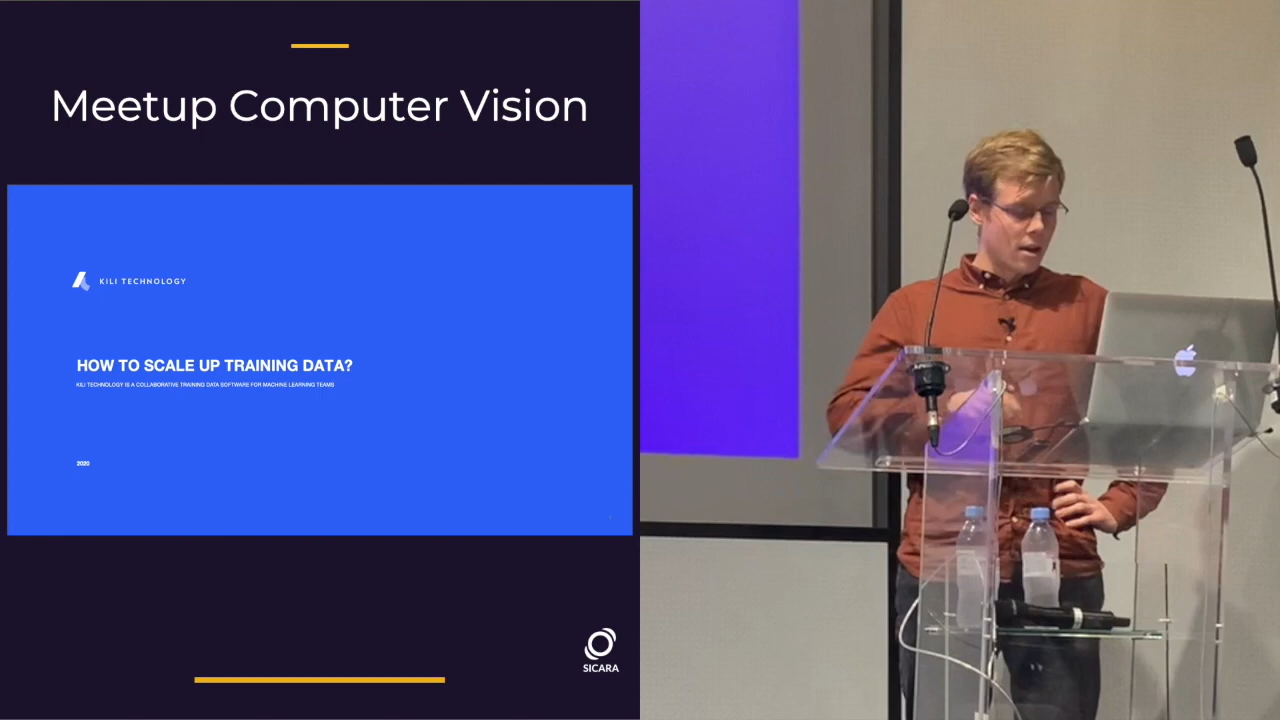 Meetup Computer Vision
KILI TECHNOLOGY
HOW TO SCALE UP TRAINING DATA?
KILI TECHNOLOGY IS A COLLABORATIVE TRAINING DATA SOFTWARE FOR MACHINE LEARNING TEAMS
2020
SICARA